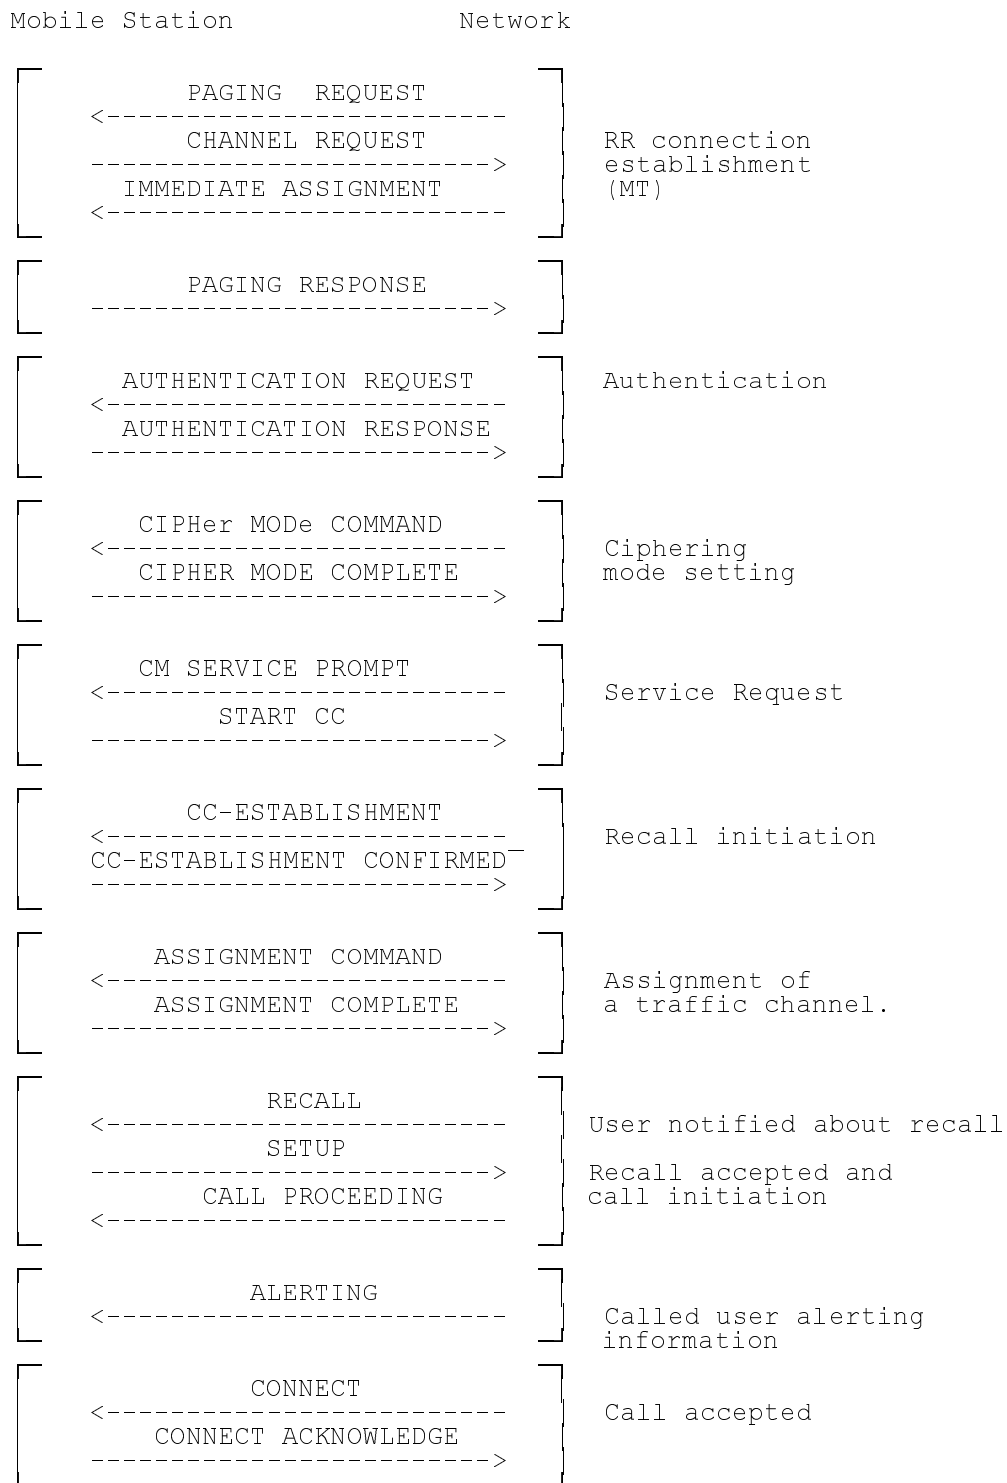 Mobile Station Network
PAGING REQUEST
<--------------------------
CHANNEL REQUEST RR connection
-------------------------> establishment
IMMEDIATE ASSIGNMENT (MT)
<--------------------------
PAGING RESPONSE
------------------------->
AUTHENTICATION REQUEST Authentication
<--------------------------
AUTHENTICATION RESPONSE
------------------------->
CIPHer MODe COMMAND
<-------------------------- Ciphering
CIPHER MODE COMPLETE mode setting
------------------------->
CM SERVICE PROMPT
<-------------------------- Service Request
START CC
------------------------->
CC-ESTABLISHMENT
<-------------------------- Recall initiation
CC-ESTABLISHMENT CONFIRMED
------------------------->
ASSIGNMENT COMMAND
<-------------------------- Assignment of
ASSIGNMENT COMPLETE a traffic channel.
------------------------->
RECALL
<-------------------------- User notified about recall
SETUP
-------------------------> Recall accepted and
CALL PROCEEDING call initiation
<--------------------------
ALERTING
<-------------------------- Called user alerting
information
CONNECT
<-------------------------- Call accepted
CONNECT ACKNOWLEDGE
------------------------->